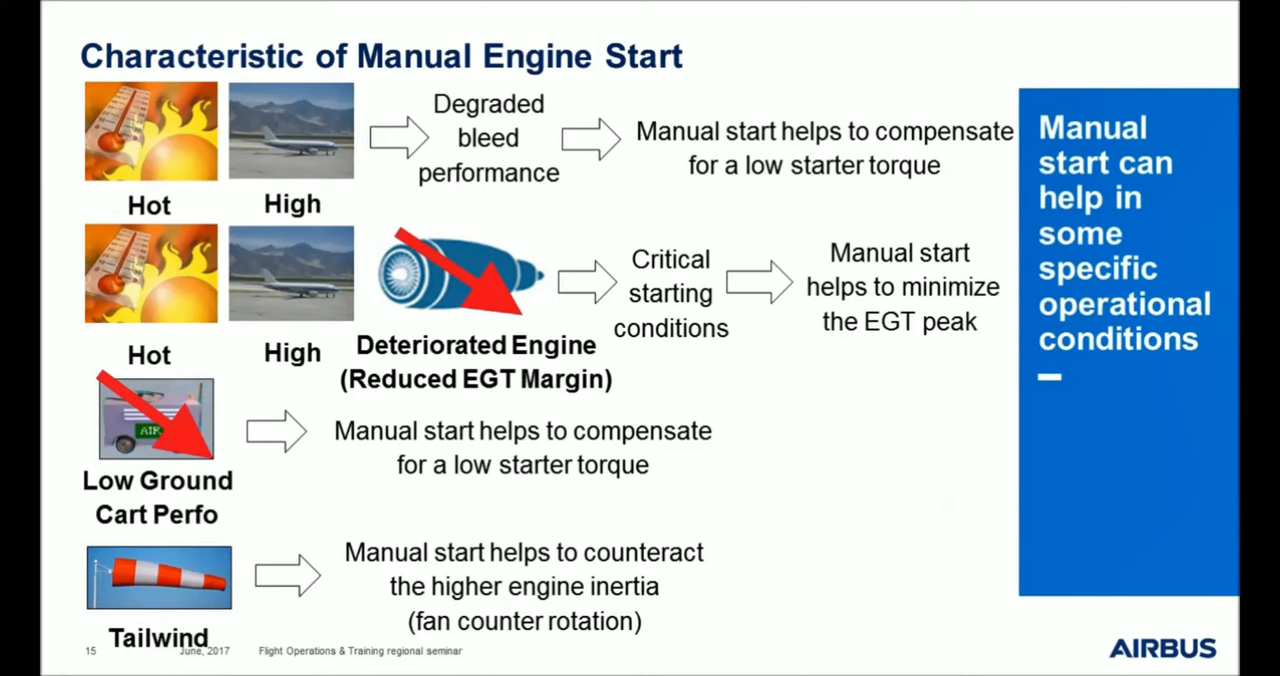 Characteristic of Manual Engine Start
Degraded
bleed
performance
Manual start helps to compensate
for a low starter torque
Hot
High
Critical
starting
conditions
Manual start
helps to minimize
the EGT peak
Hot
High
Deteriorated Engine
(Reduced EGT Margin)
AIR
Manual start helps to compensate
for a low starter torque
Low Ground
Cart Perfo
Manual start helps to counteract
the higher engine inertia
(fan counter rotation)
Tailwind
Manual
start can
help in
some
specific
operational
conditions
15
June, 2017
Flight Operations & Training regional seminar
AIRBUS